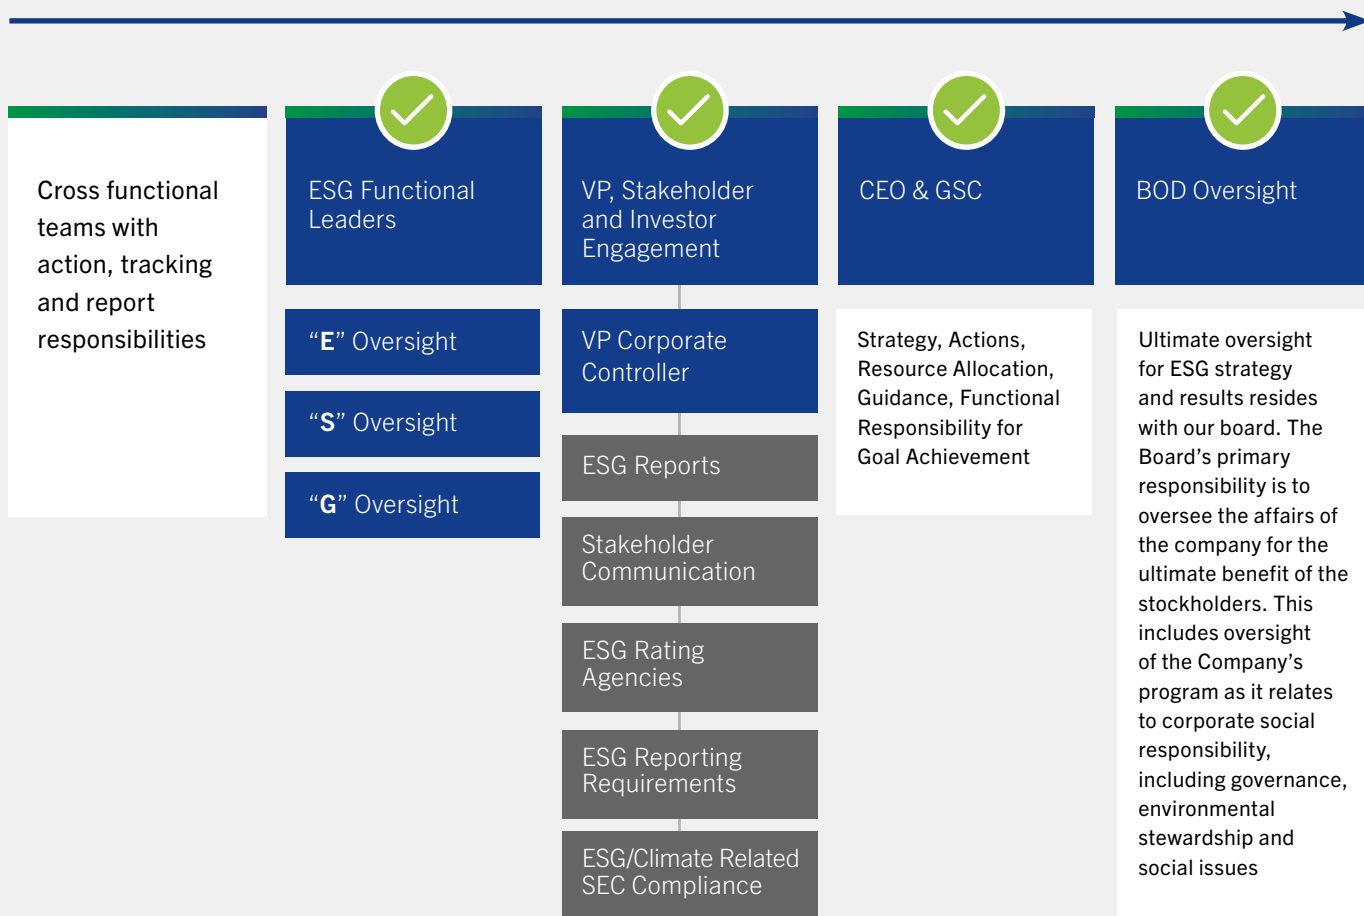 Cross functional
teams with
action, tracking
and report
responsibilities
ESG Functional
Leaders
“E” Oversight
“S” Oversight
“G” Oversight
VP, Stakeholder
and Investor
Engagement
VP Corporate
Controller
ESG Reports
Stakeholder
Communication
ESG Rating
Agencies
ESG Reporting
Requirements
ESG/Climate Related
SEC Compliance
CEO & GSC
Strategy, Actions,
Resource Allocation,
Guidance, Functional
Responsibility for
Goal Achievement
BOD Oversight
Ultimate oversight
for ESG strategy
and results resides
with our board. The
Board’s primary
responsibility is to
oversee the affairs of
the company for the
ultimate benefit of the
stockholders. This
includes oversight
of the Company’s
program as it relates
to corporate social
responsibility,
including governance,
environmental
stewardship and
social issues